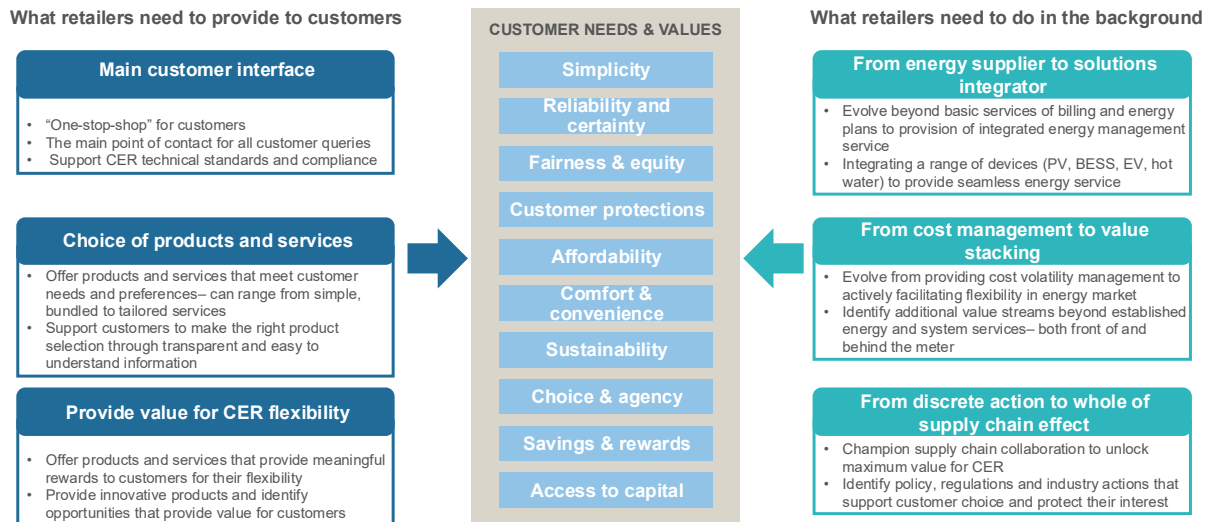 What retailers need to provide to customers
Main customer interface
• “One-stop-shop” for customers
• The main point of contact for all customer queries
• Support CER technical standards and compliance
Choice of products and services
• Offer products and services that meet customer
needs and preferences– can range from simple,
bundled to tailored services
• Support customers to make the right product
selection through transparent and easy to
understand information
Provide value for CER flexibility
• Offer products and services that provide meaningful
rewards to customers for their flexibility
• Provide innovative products and identify
opportunities that provide value for customers
CUSTOMER NEEDS & VALUES
Simplicity
Reliability and
certainty
Fairness & equity
Customer protections
Affordability
Comfort &
convenience
Sustainability
Choice & agency
Savings & rewards
Access to capital
What retailers need to do in the background
From energy supplier to solutions
integrator
• Evolve beyond basic services of billing and energy
plans to provision of integrated energy management
service
• Integrating a range of devices (PV, BESS, EV, hot
water) to provide seamless energy service
From cost management to value
stacking
• Evolve from providing cost volatility management to
actively facilitating flexibility in energy market
• Identify additional value streams beyond established
energy and system services– both front of and
behind the meter
From discrete action to whole of
supply chain effect
• Champion supply chain collaboration to unlock
maximum value for CER
• Identify policy, regulations and industry actions that
support customer choice and protect their interest